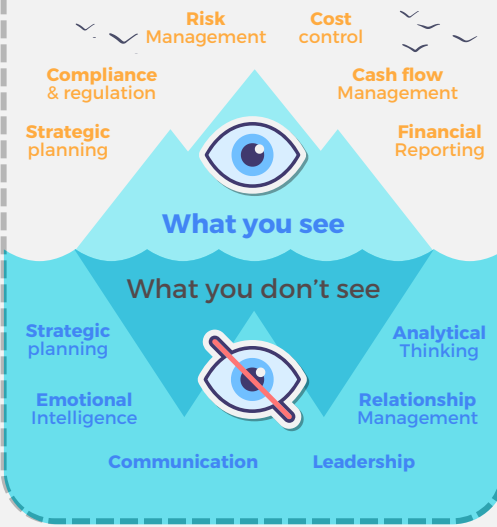 Risk
Management
Cost
control
Compliance
& regulation
Cash flow
Management
Strategic
planning
Financial
Reporting
What you see
What you don't see
Strategic
planning
Analytical
Thinking
Emotional
Intelligence
Relationship
Management
Communication
Leadership